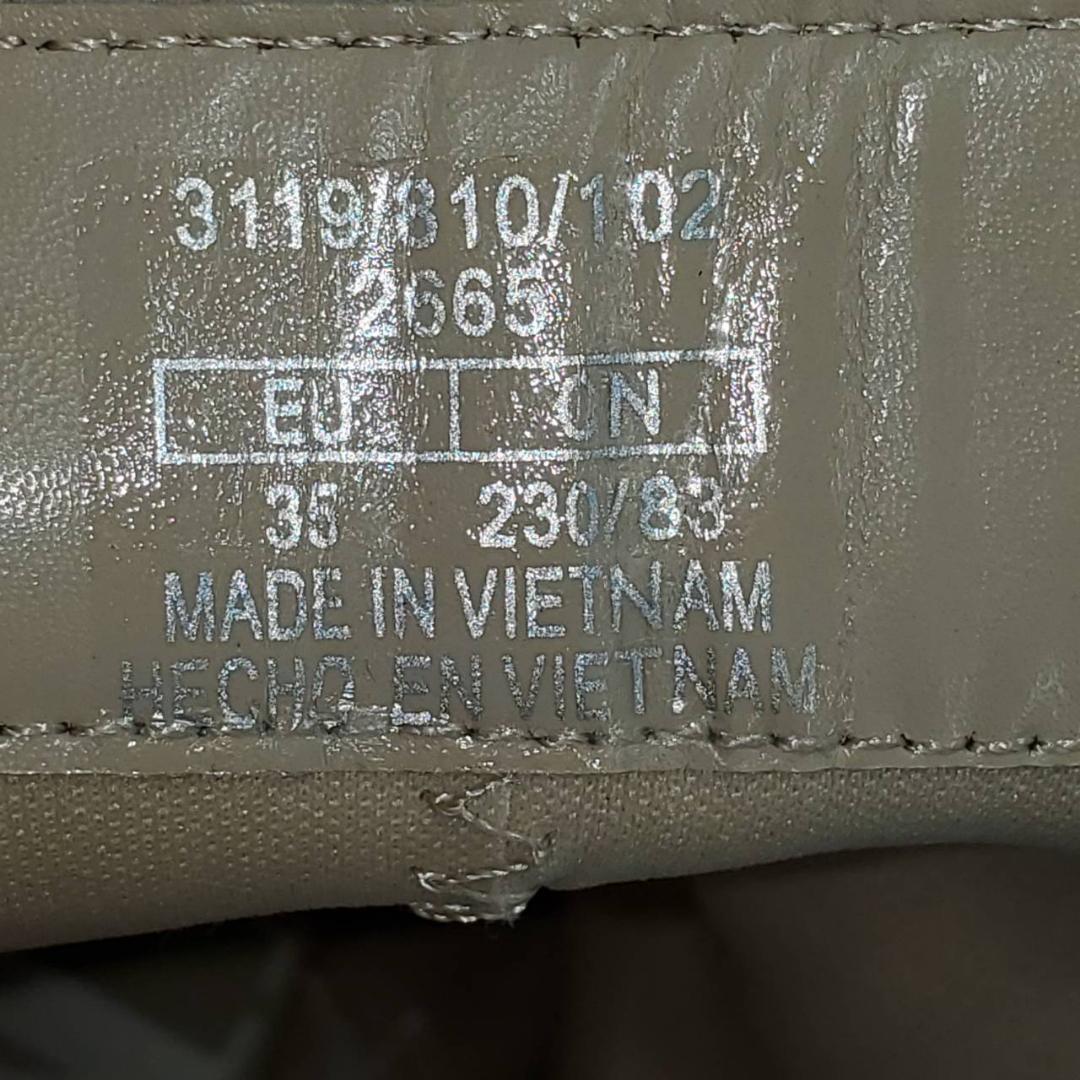 3119/810/102
2665
EU CN
35 230/83
MADE IN VIETNAM
HECHO EN VIETNAM